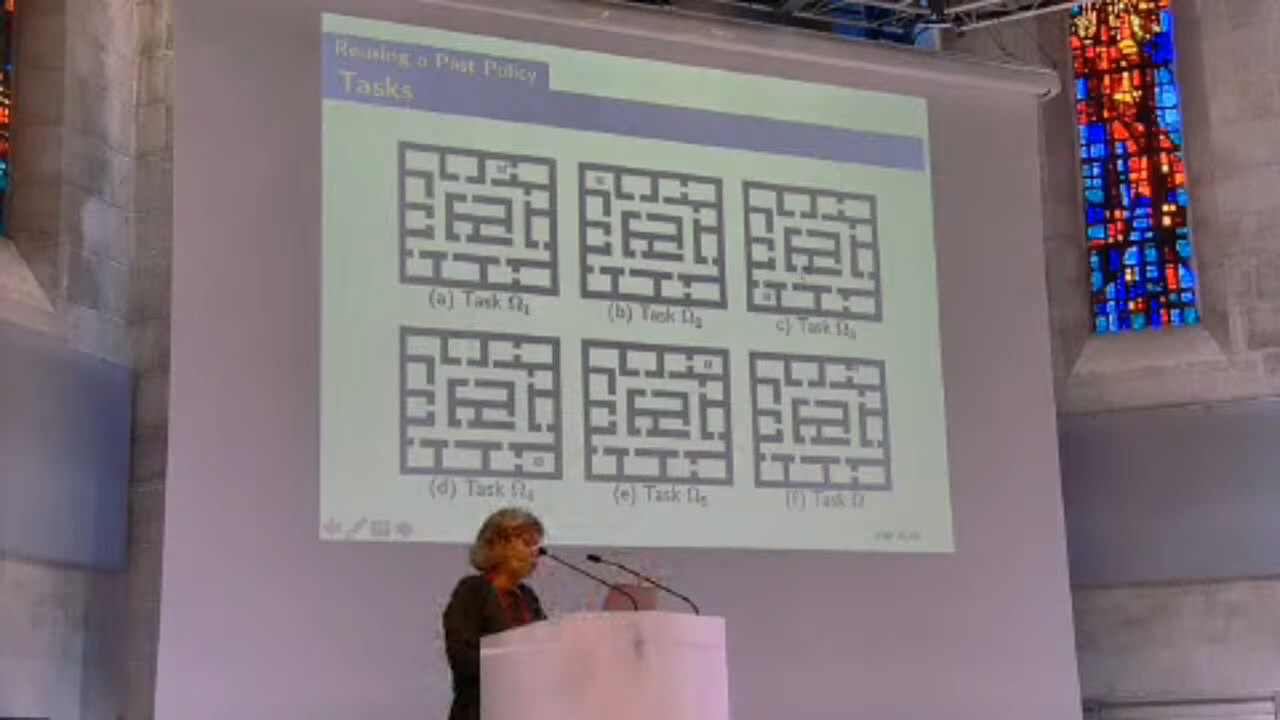 Reusing a Past Policy
Tasks
(a) Task Ω₁
(b) Task Ω₂
c) Task Ω₃
(d) Task Ω₄
(e) Task Ω₅
(f) Task Ω